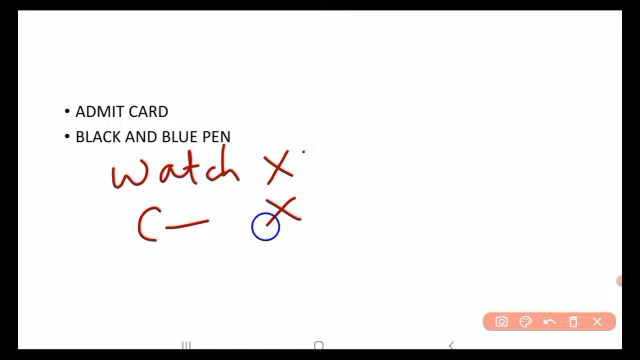 • ADMIT CARD
• BLACK AND BLUE PEN
Watch X
C— X